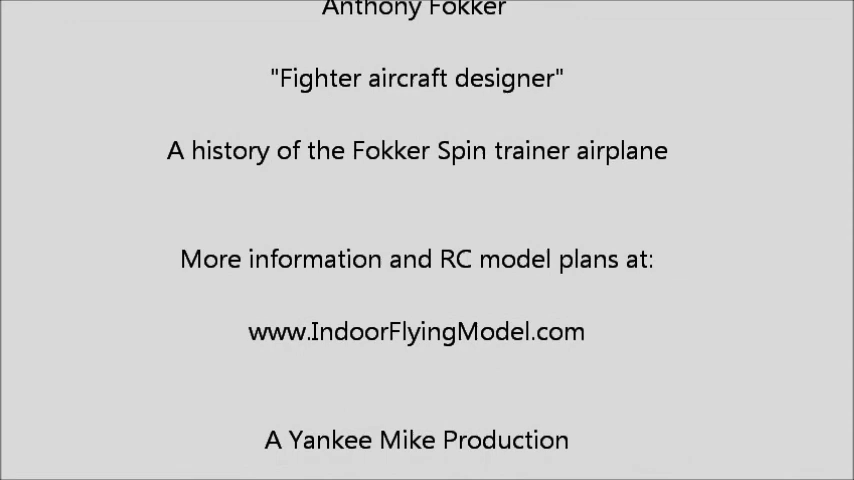 Anthony Fokker
"Fighter aircraft designer"
A history of the Fokker Spin trainer airplane
More information and RC model plans at:
www.IndoorFlyingModel.com
A Yankee Mike Production